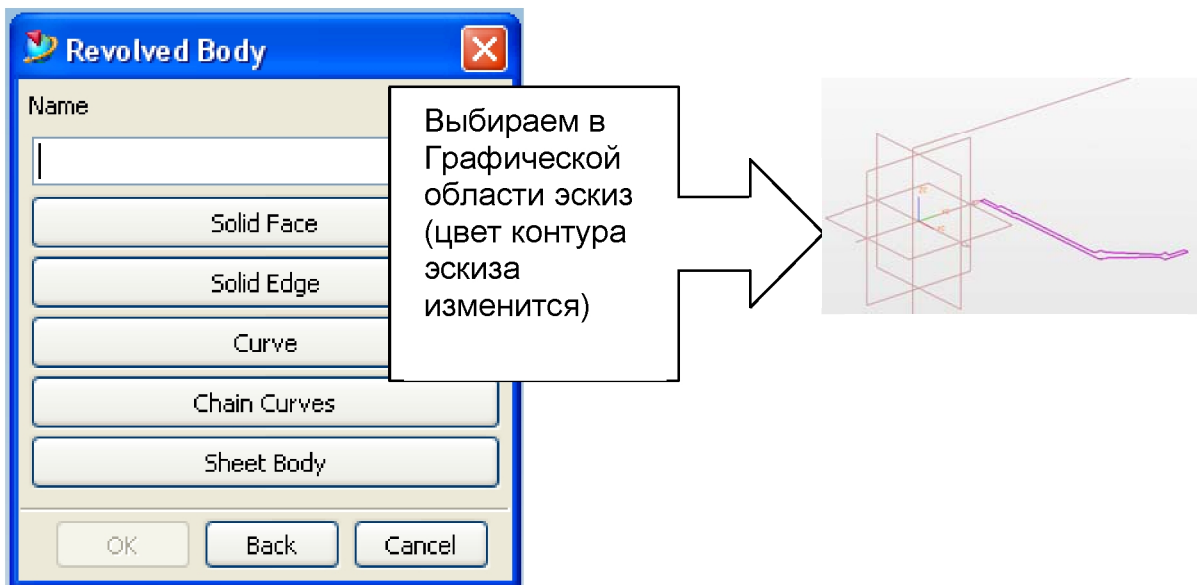 Revolved Body
Name
Выбираем в
Графической
области эскиз
(цвет контура
эскиза
изменится)
Solid Face
Solid Edge
Curve
Chain Curves
Sheet Body
OK
Back
Cancel